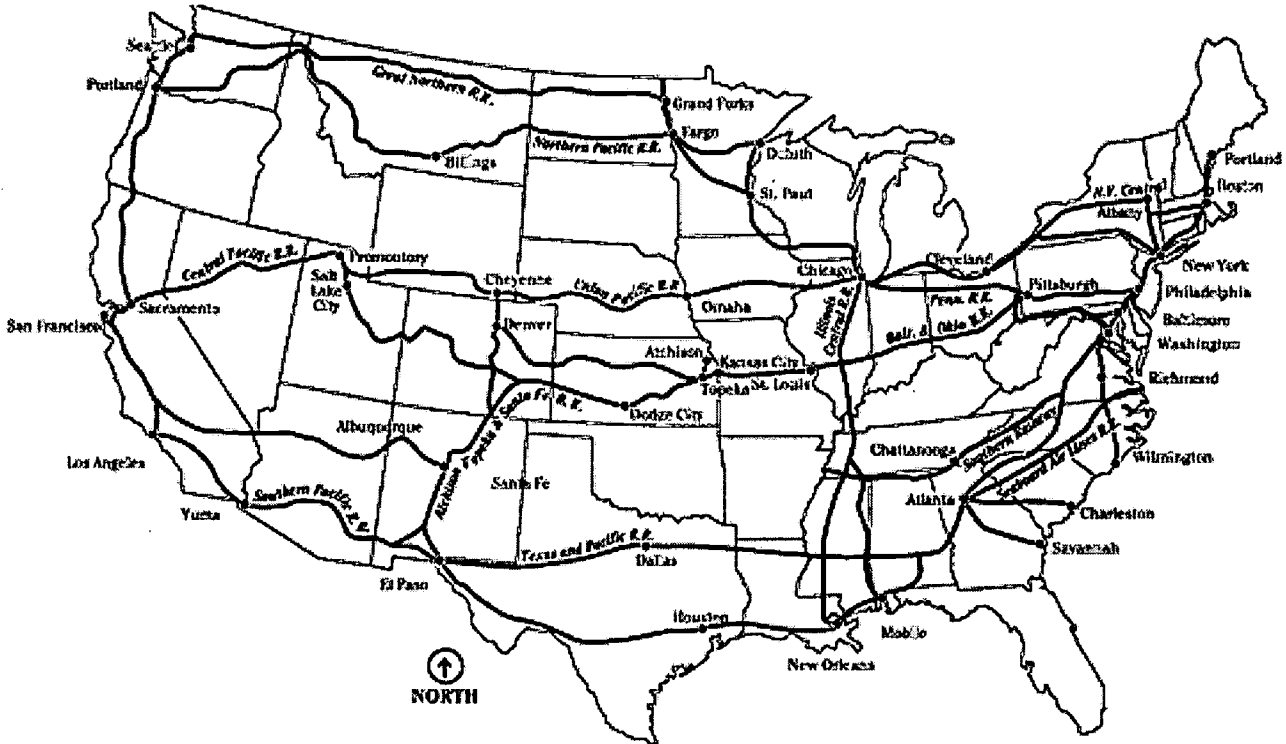 Seattle
Portland
Great Northern R.R.
Grand Forks
Fargo
Northern Pacific R.R.
Billings
Duluth
St. Paul
Portland
Boston
N.Y. Central
Albany
New York
Philadelphia
Baltimore
Washington
Richmond
Cleveland
Pittsburgh
Chicago
Penn. R.R.
Balt. & Ohio R.R.
Illinois
Central R.R.
Central Pacific R.R.
Promontory
Salt
Lake
City
Cheyenne
Union Pacific R.R.
Omaha
Sacramento
San Francisco
Denver
Atchison
Kansas City
Topeka
St. Louis
Dodge City
Atchison Topeka & Santa Fe. R.R.
Albuquerque
Santa Fe
Los Angeles
Yuma
Southern Pacific R.R.
El Paso
Texas and Pacific R.R.
Dallas
Houston
New Orleans
Mobile
Chattanooga
Southern Railway
Seaboard Air Lines R.R.
Wilmington
Atlanta
Charleston
Savannah
NORTH